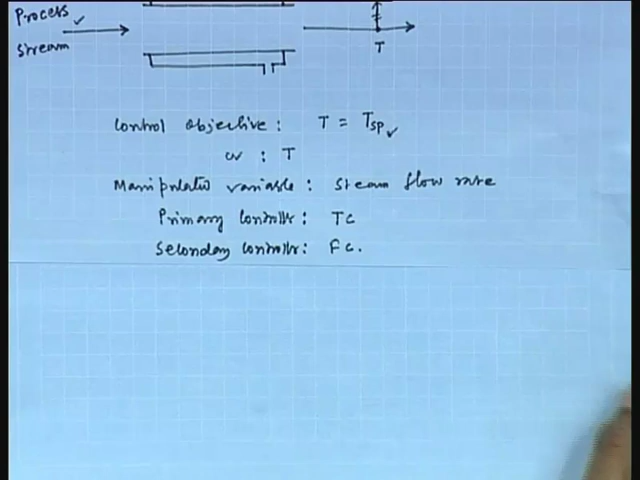 Process
stream
T
Control objective : T = Tsp
CV : T
Manipulated variable : steam flow rate
Primary controller : TC
Secondary controller : FC.